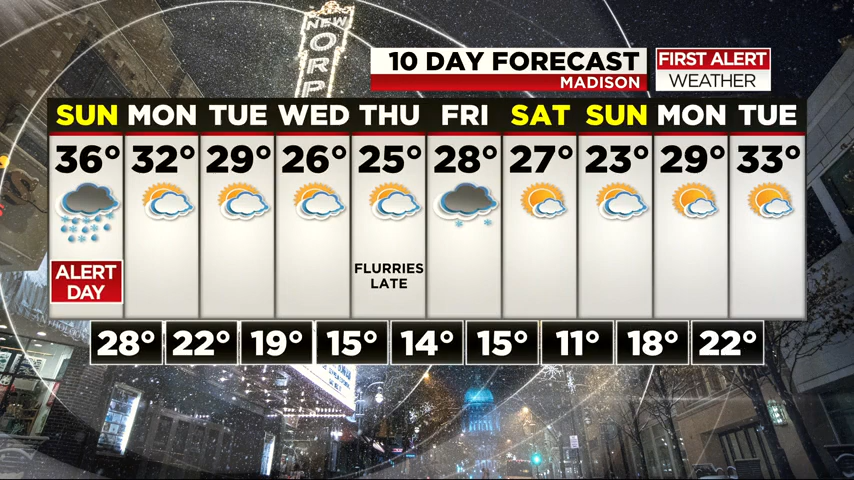 NEW
ORP
10 DAY FORECAST
MADISON
FIRST ALERT
WEATHER
SUN MON TUE WED THU FRI SAT SUN MON TUE
36° 32° 29° 26° 25° 28° 27° 23° 29° 33°
ALERT
DAY
FLURRIES
LATE
28° 22° 19° 15° 14° 15° 11° 18° 22°